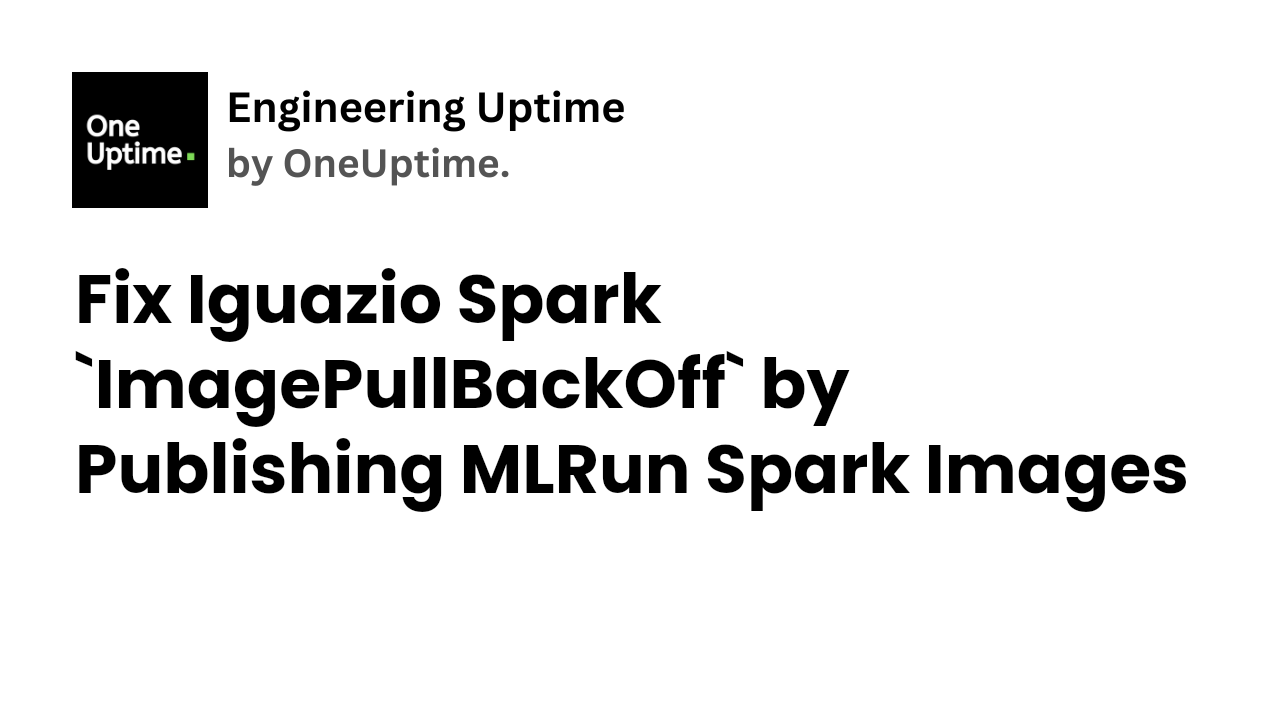 One
Uptime.
Engineering Uptime
by OneUptime.
Fix Iguazio Spark
`ImagePullBackOff` by
Publishing MLRun Spark Images